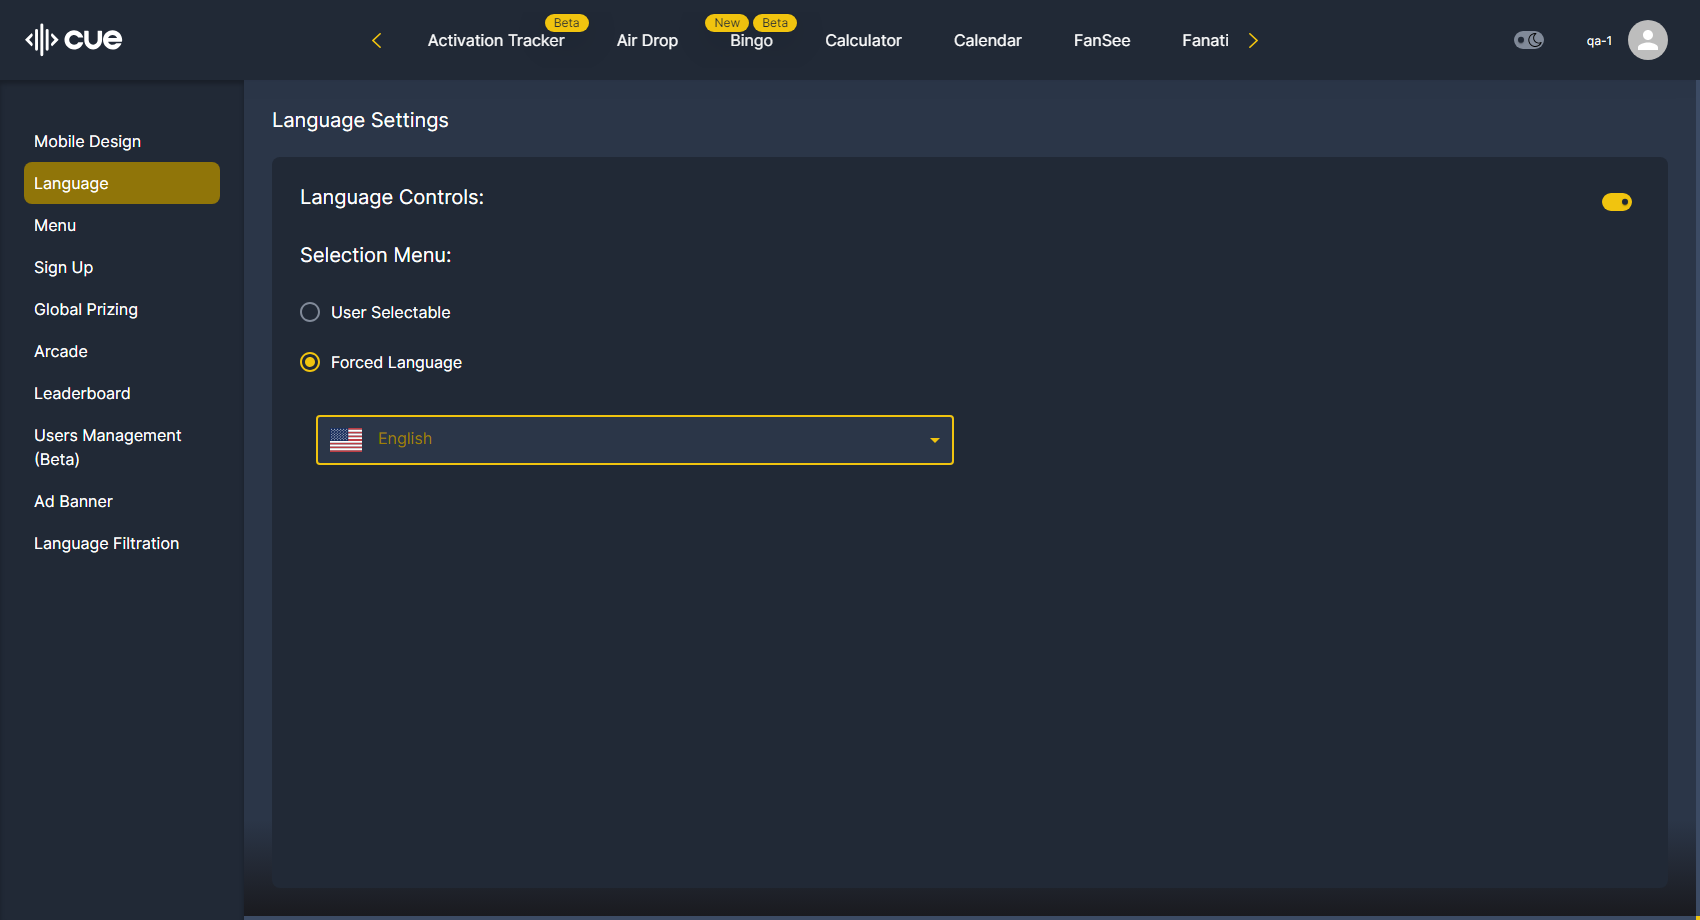 cue
Beta
New Beta
Activation Tracker Air Drop Bingo Calculator Calendar FanSee Fanati
qa-1
Mobile Design
Language
Menu
Sign Up
Global Prizing
Arcade
Leaderboard
Users Management
(Beta)
Ad Banner
Language Filtration
Language Settings
Language Controls:
Selection Menu:
User Selectable
Forced Language
English